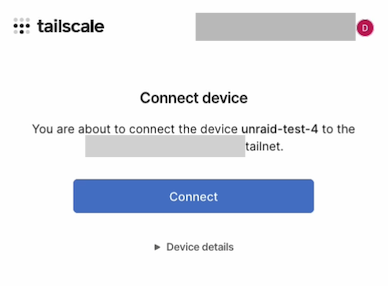 tailscale
D
Connect device
You are about to connect the device unraid-test-4 to the
tailnet.
Connect
Device details